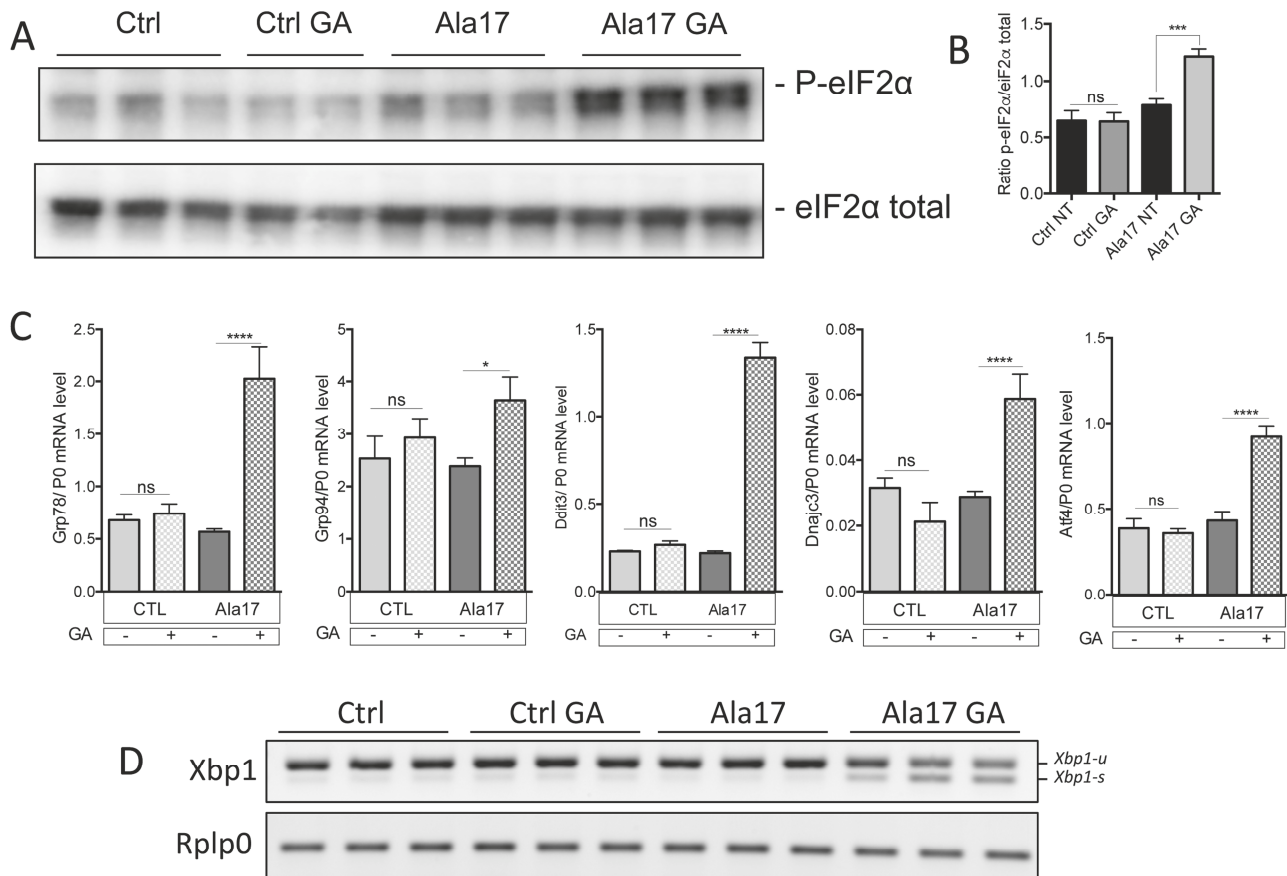 A
Ctrl Ctrl GA Ala17 Ala17 GA
- P-eIF2α
- eIF2α total
B
Ratio p-eIF2α/eiF2α total
1.5
1.0
0.5
0.0
ns
***
Ctrl NT
Ctrl GA
Ala17 NT
Ala17 GA
C
Grp78/ P0 mRNA level
2.5
2.0
1.5
1.0
0.5
0.0
ns
****
CTL Ala17
GA - + - +
Grp94/P0 mRNA level
5
4
3
2
1
0
ns
*
CTL Ala17
- + - +
Ddit3/ P0 mRNA level
1.5
1.0
0.5
0.0
ns
****
CTL Ala17
- + - +
Dnajc3/P0 mRNA level
0.08
0.06
0.04
0.02
0.00
ns
****
CTL Ala17
- + - +
Atf4/P0 mRNA level
1.5
1.0
0.5
0.0
ns
****
CTL Ala17
GA - + - +
D
Ctrl Ctrl GA Ala17 Ala17 GA
Xbp1
Xbp1-u
Xbp1-s
Rplp0